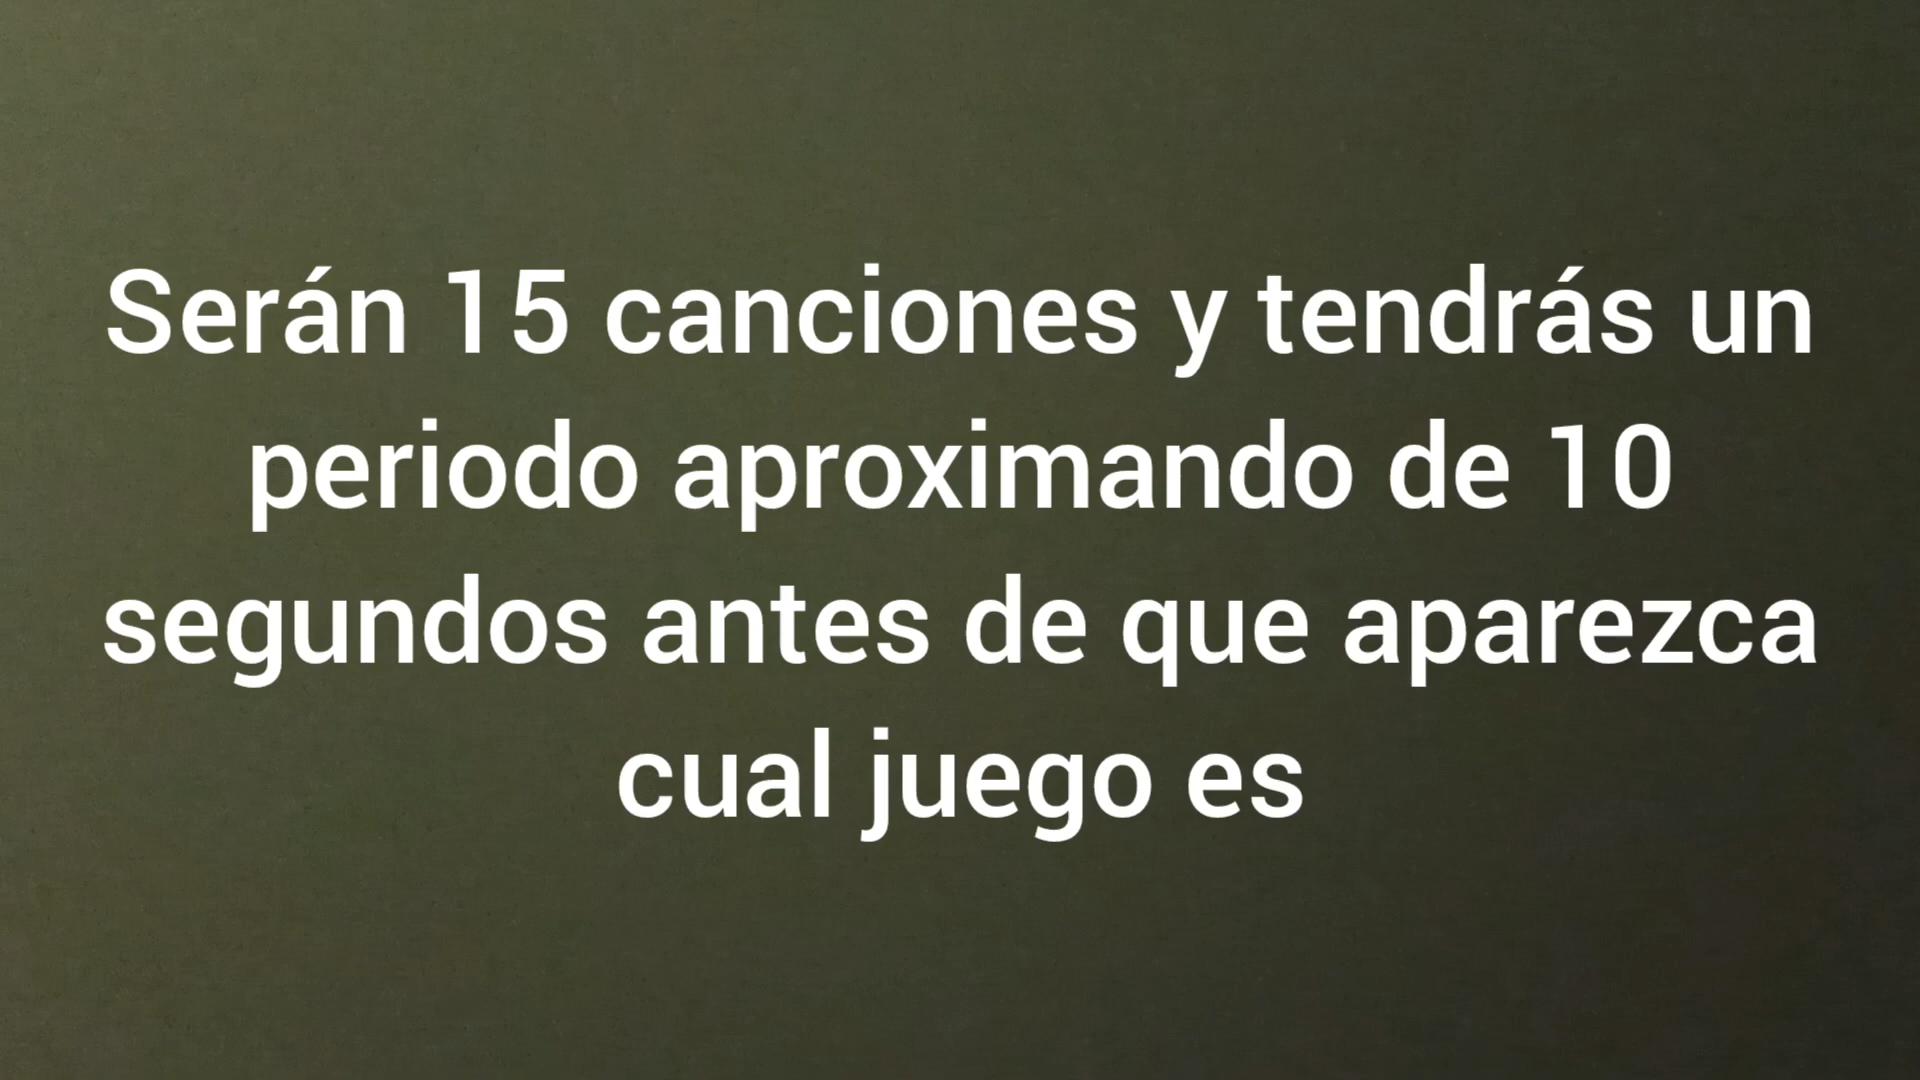 Serán 15 canciones y tendrás un
periodo aproximando de 10
segundos antes de que aparezca
cual juego es